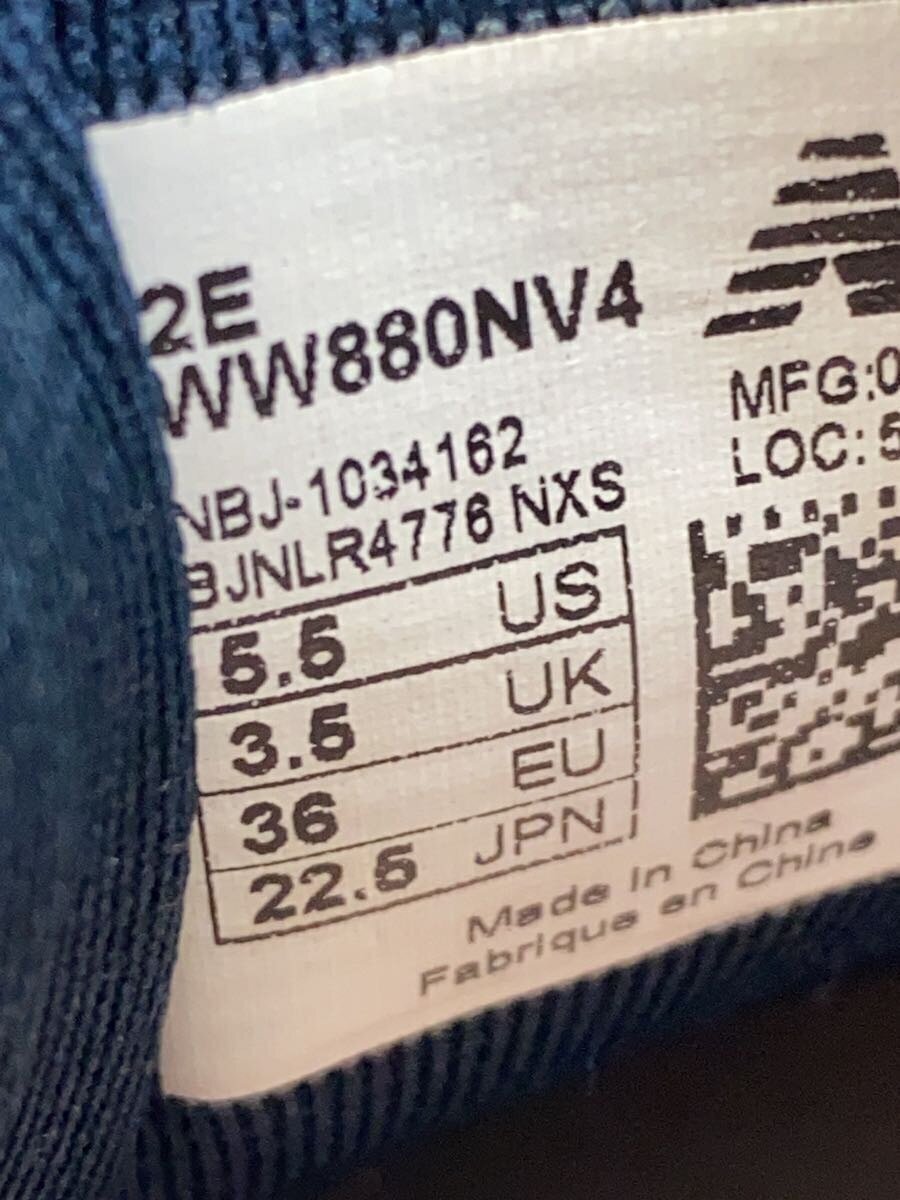 2E
WW880NV4
NBJ-1034162
BJNLR4776 NXS
5.5 US
3.5 UK
36 EU
22.5 JPN
MFG:0
LOC:5
Made in China
Fabrique en Chine